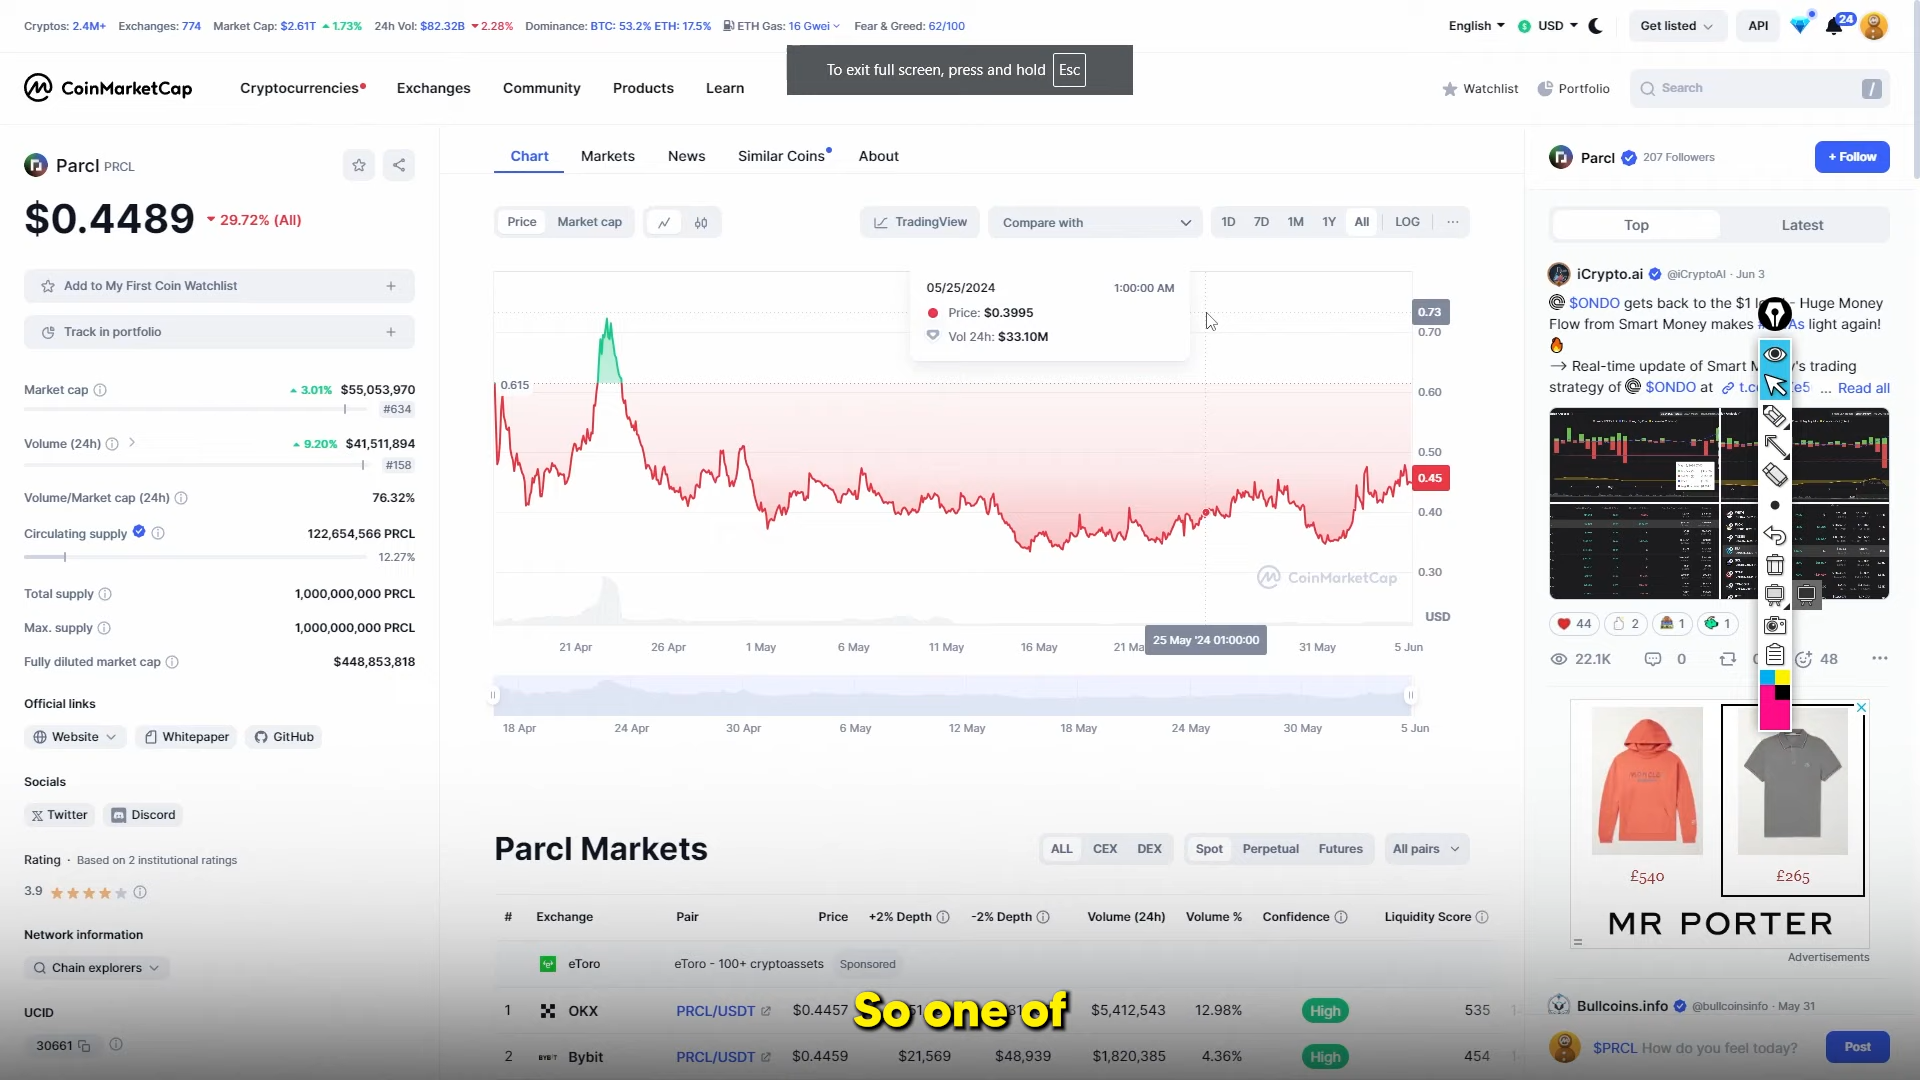 Cryptos: 2.4M+ Exchanges: 774 Market Cap: $2.61T 1.73% 24h Vol: $82.32B 2.28% Dominance: BTC: 53.2% ETH: 17.5% ETH Gas: 16 Gwei Fear & Greed: 62/100
English USD Get listed API 24
To exit full screen, press and hold Esc
CoinMarketCap Cryptocurrencies Exchanges Community Products Learn
Watchlist Portfolio Search /
Parcl PRCL
$0.4489 29.72% (All)
Add to My First Coin Watchlist +
Track in portfolio +
Market cap 3.01% $55,053,970
#634
Volume (24h) 9.20% $41,511,894
#158
Volume/Market cap (24h) 76.32%
Circulating supply 122,654,566 PRCL
12.27%
Total supply 1,000,000,000 PRCL
Max. supply 1,000,000,000 PRCL
Fully diluted market cap $448,853,818
Official links
Website Whitepaper GitHub
Socials
Twitter Discord
Rating · Based on 2 institutional ratings
3.9
Network information
Chain explorers
UCID
30661
Chart Markets News Similar Coins About
Price Market cap TradingView Compare with 1D 7D 1M 1Y All LOG ...
05/25/2024 1:00:00 AM
Price: $0.3995
Vol 24h: $33.10M
0.73
0.70
0.615
0.60
0.50
0.45
0.40
0.30
CoinMarketCap
USD
21 Apr 26 Apr 1 May 6 May 11 May 16 May 21 Ma 25 May '24 01:00:00 31 May 5 Jun
18 Apr 24 Apr 30 Apr 6 May 12 May 18 May 24 May 30 May 5 Jun
Parcl Markets ALL CEX DEX Spot Perpetual Futures All pairs
# Exchange Pair Price +2% Depth -2% Depth Volume (24h) Volume % Confidence Liquidity Score
eToro eToro - 100+ cryptoassets Sponsored
1 OKX PRCL/USDT $0.4457 $5,412,543 12.98% High 535
2 Bybit PRCL/USDT $0.4459 $21,569 $48,939 $1,820,385 4.36% High 454
So one of
Parcl 207 Followers + Follow
Top Latest
iCrypto.ai @iCryptoAI · Jun 3
$ONDO gets back to the $1 - Huge Money
Flow from Smart Money makes light again!
Real-time update of Smart trading
strategy of $ONDO at ... Read all
44 2 1 1
22.1K 0 48 ...
£540 £265
MR PORTER
Advertisements
Bullcoins.info @bullcoinsinfo · May 31
$PRCL How do you feel today? Post